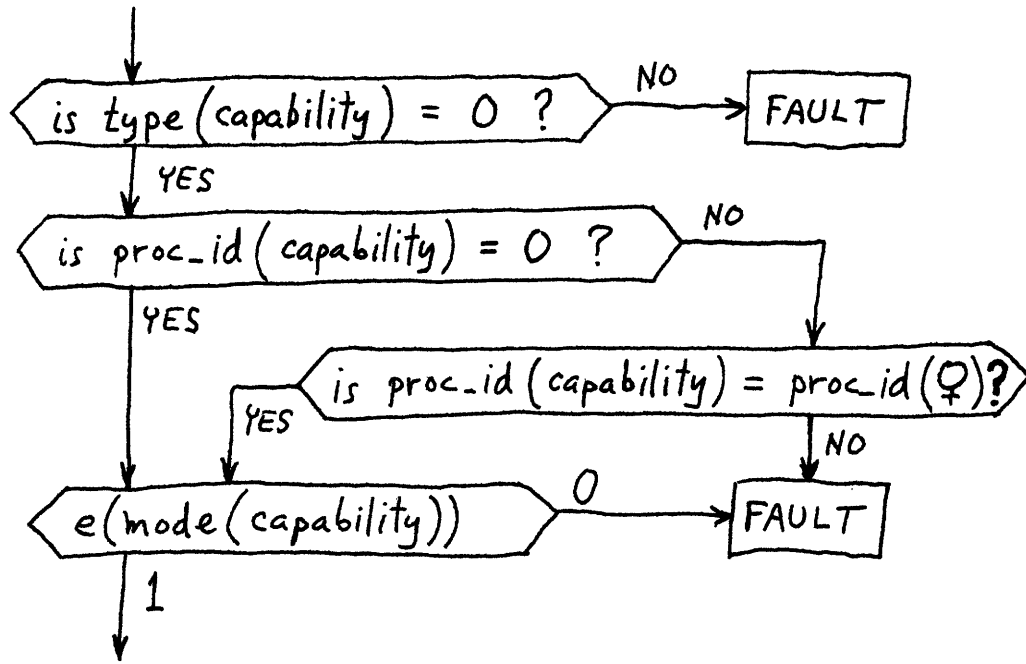 is type(capability) = 0 ?
NO
FAULT
YES
is proc_id(capability) = 0 ?
NO
YES
is proc_id(capability) = proc_id(♀)?
YES
NO
e(mode(capability))
0
FAULT
1